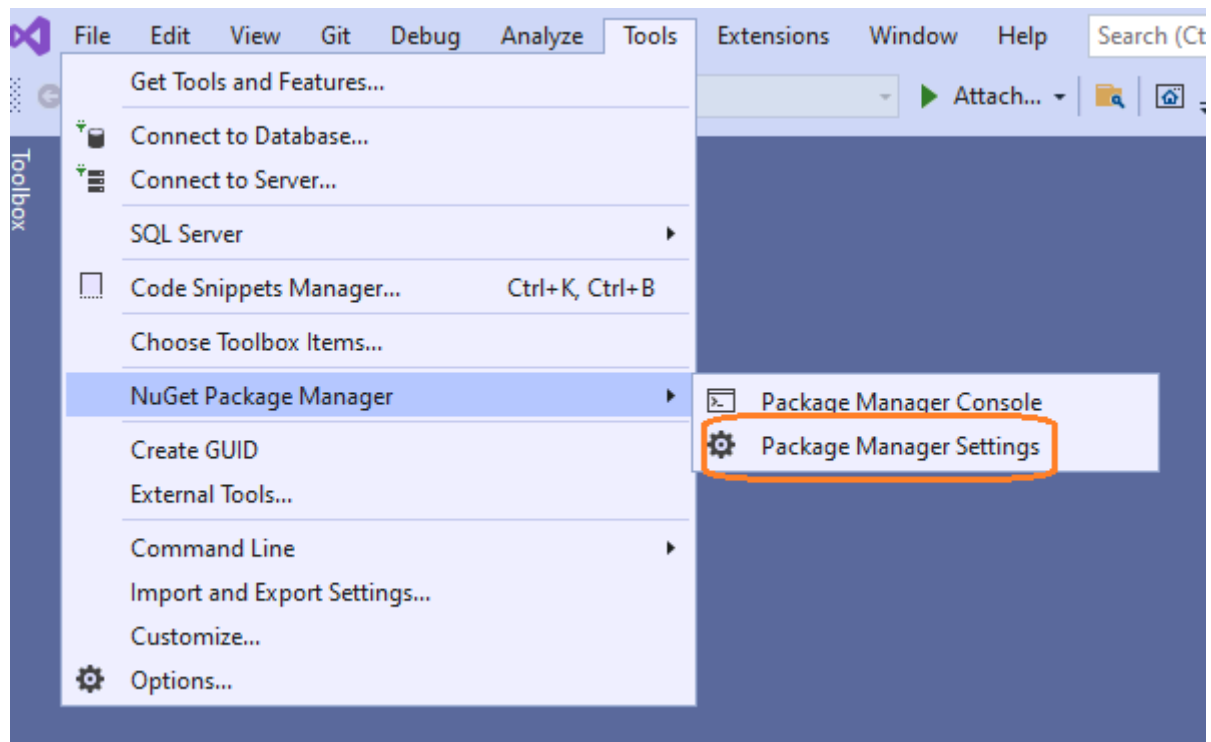 File Edit View Git Debug Analyze Tools Extensions Window Help Search (Ct
Get Tools and Features...
Attach...
Toolbox
Connect to Database...
Connect to Server...
SQL Server
Code Snippets Manager... Ctrl+K, Ctrl+B
Choose Toolbox Items...
NuGet Package Manager
Package Manager Console
Package Manager Settings
Create GUID
External Tools...
Command Line
Import and Export Settings...
Customize...
Options...